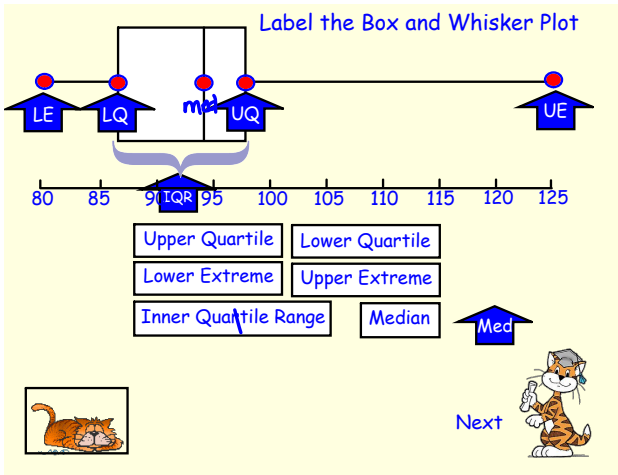 Label the Box and Whisker Plot
LE LQ med UQ UE
IQR
80 85 90 95 100 105 110 115 120 125
Upper Quartile Lower Quartile
Lower Extreme Upper Extreme
Inner Quartile Range Median Med
Next